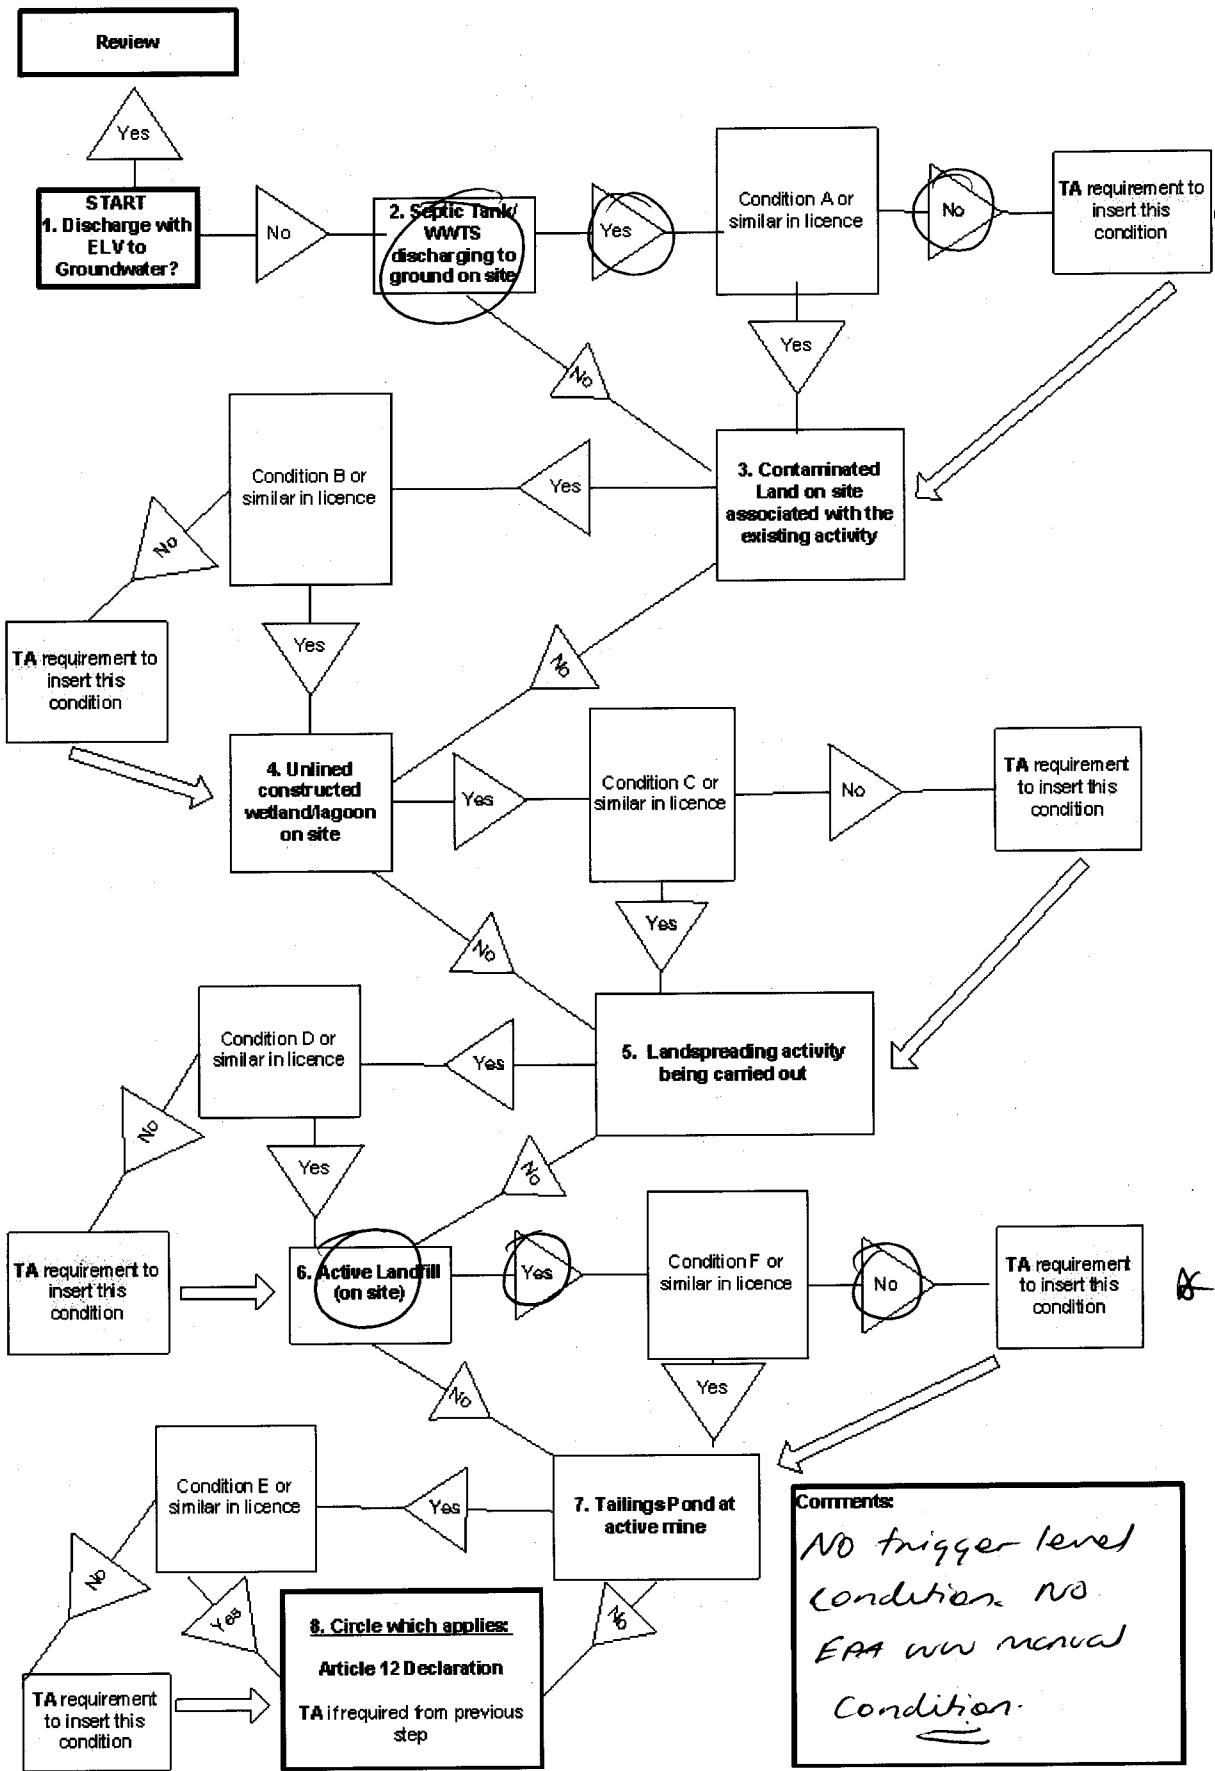 Review
Yes
START
1. Discharge with
ELV to
Groundwater?
No
2. Septic Tank/
WWTS
discharging to
ground on site
Yes
Condition A or
similar in licence
No
TA requirement to
insert this
condition
Yes
No
3. Contaminated
Land on site
associated with the
existing activity
Yes
Condition B or
similar in licence
No
TA requirement to
insert this
condition
Yes
No
4. Unlined
constructed
wetland/lagoon
on site
Yes
Condition C or
similar in licence
No
TA requirement
to insert this
condition
Yes
No
5. Landspreading activity
being carried out
Yes
Condition D or
similar in licence
No
TA requirement to
insert this
condition
Yes
No
6. Active Landfill
(on site)
Yes
Condition F or
similar in licence
No
TA requirement
to insert this
condition
Yes
No
7. Tailings Pond at
active mine
Yes
Condition E or
similar in licence
No
TA requirement
to insert this
condition
Yes
No
8. Circle which applies:
Article 12 Declaration
TA if required from previous
step
Comments:
No trigger level
condition. No
EPA WW manual
Condition.